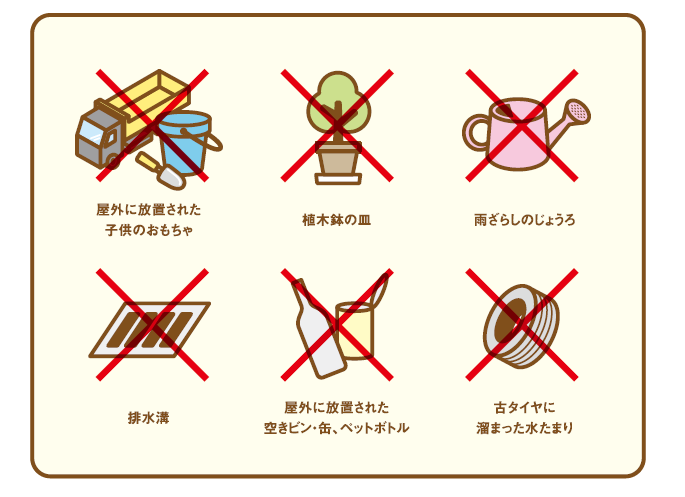 屋外に放置された
子供のおもちゃ
植木鉢の皿
雨ざらしのじょうろ
排水溝
屋外に放置された
空きビン・缶、ペットボトル
古タイヤに
溜まった水たまり